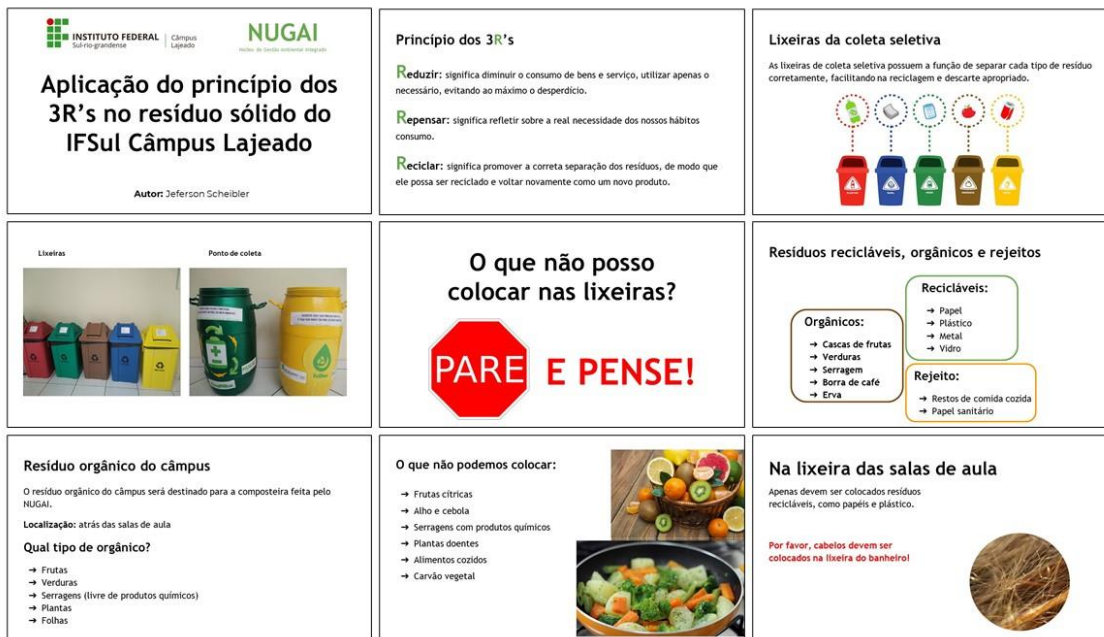 INSTITUTO FEDERAL
Sul-rio-grandense
Câmpus
Lajeado
NUGAI
Núcleo de Gestão Ambiental Integrado
Aplicação do princípio dos
3R’s no resíduo sólido do
IFSul Câmpus Lajeado
Autor: Jeferson Scheibler
Princípio dos 3R’s
Reduzir: significa diminuir o consumo de bens e serviço, utilizar apenas o
necessário, evitando ao máximo o desperdício.
Repensar: significa refletir sobre a real necessidade dos nossos hábitos
consumo.
Reciclar: significa promover a correta separação dos resíduos, de modo que
ele possa ser reciclado e voltar novamente como um novo produto.
Lixeiras da coleta seletiva
As lixeiras de coleta seletiva possuem a função de separar cada tipo de resíduo
corretamente, facilitando na reciclagem e descarte apropriado.
Lixeiras
Ponto de coleta
O que não posso
colocar nas lixeiras?
PARE
E PENSE!
Resíduos recicláveis, orgânicos e rejeitos
Orgânicos:
→ Cascas de frutas
→ Verduras
→ Serragem
→ Borra de café
→ Erva
Recicláveis:
→ Papel
→ Plástico
→ Metal
→ Vidro
Rejeito:
→ Restos de comida cozida
→ Papel sanitário
Resíduo orgânico do câmpus
O resíduo orgânico do câmpus será destinado para a composteira feita pelo
NUGAI.
Localização: atrás das salas de aula
Qual tipo de orgânico?
→ Frutas
→ Verduras
→ Serragens (livre de produtos químicos)
→ Plantas
→ Folhas
O que não podemos colocar:
→ Frutas cítricas
→ Alho e cebola
→ Serragens com produtos químicos
→ Plantas doentes
→ Alimentos cozidos
→ Carvão vegetal
Na lixeira das salas de aula
Apenas devem ser colocados resíduos
recicláveis, como papéis e plástico.
Por favor, cabelos devem ser
colocados na lixeira do banheiro!